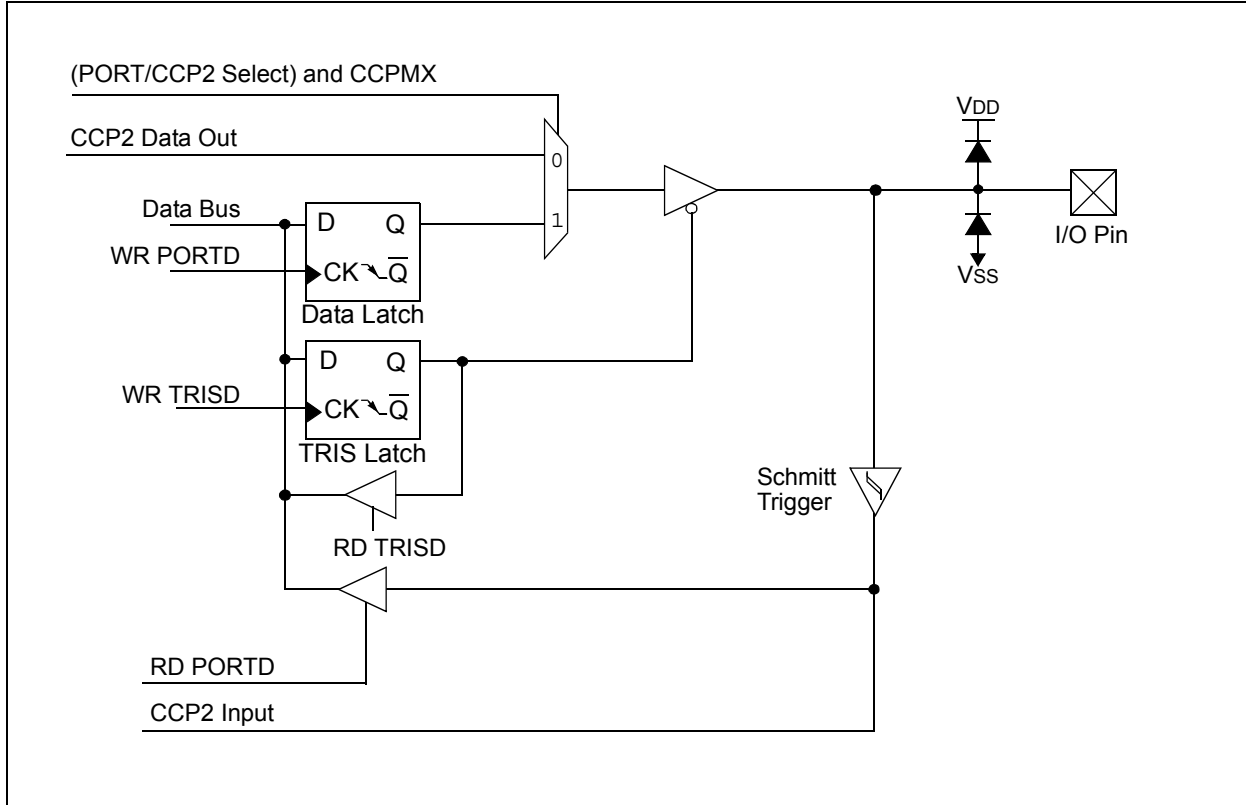 (PORT/CCP2 Select) and CCPMX
CCP2 Data Out
0
1
VDD
I/O Pin
VSS
Data Bus
D Q
WR PORTD
CK Q̅
Data Latch
D Q
WR TRISD
CK Q̅
TRIS Latch
Schmitt
Trigger
RD TRISD
RD PORTD
CCP2 Input